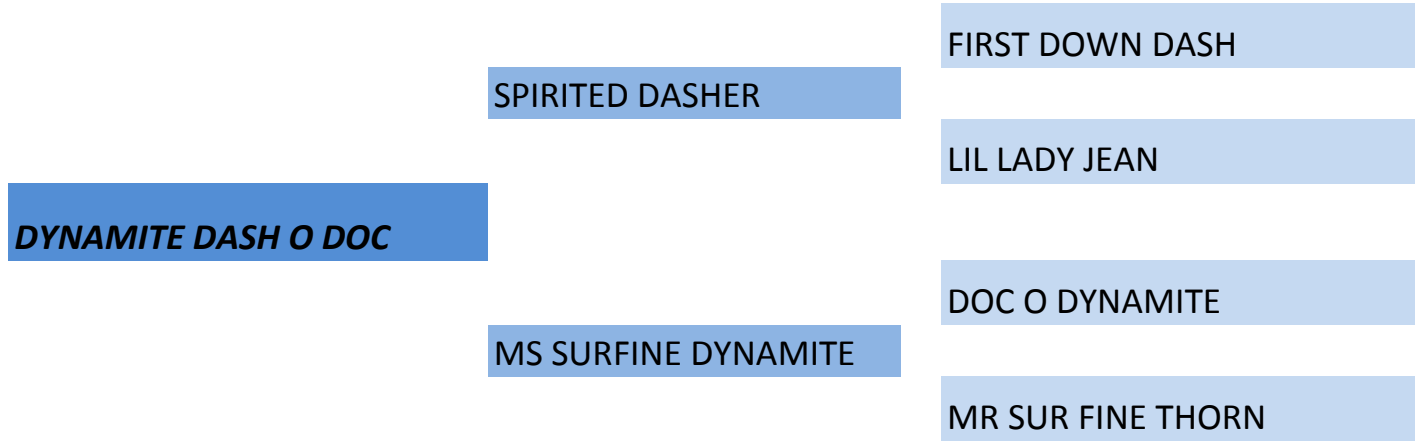 FIRST DOWN DASH
SPIRITED DASHER
LIL LADY JEAN
DYNAMITE DASH O DOC
DOC O DYNAMITE
MS SURFINE DYNAMITE
MR SUR FINE THORN